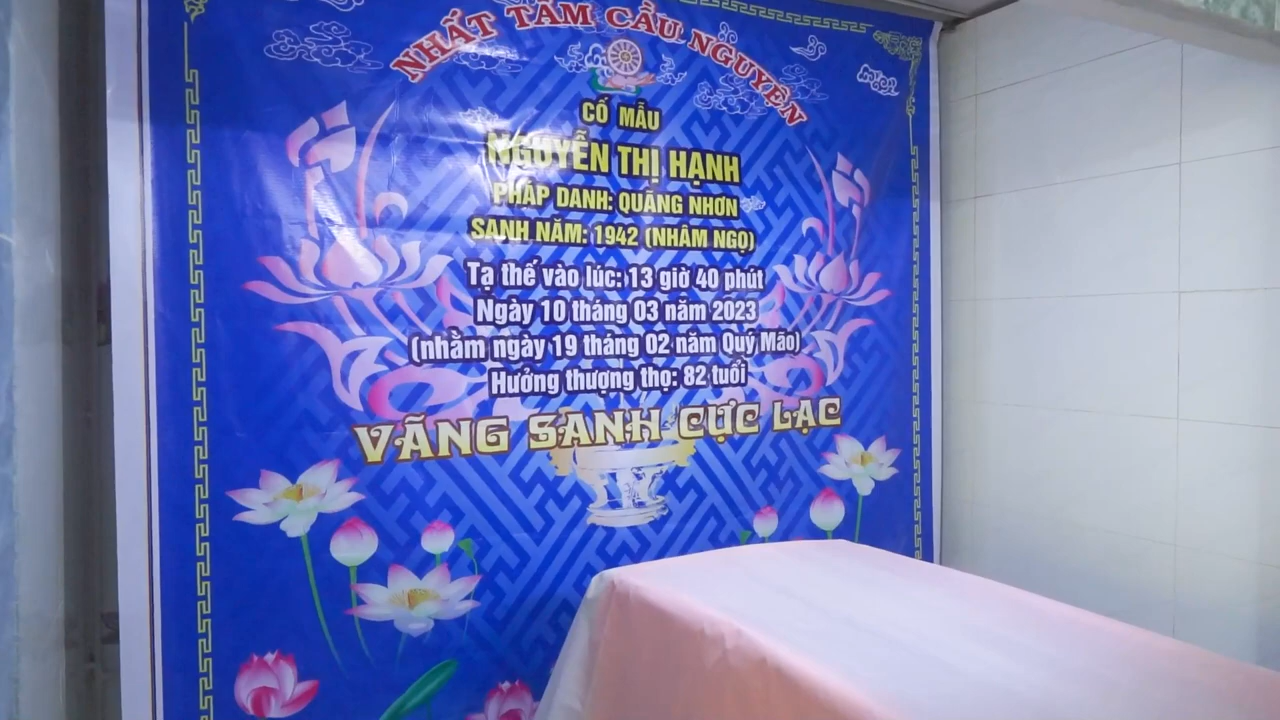 NHẤT TÂM CẦU NGUYỆN
CỐ MẪU
NGUYỄN THỊ HẠNH
PHÁP DANH: QUÃNG NHƠN
SANH NĂM: 1942 (NHÂM NGỌ)
Tạ thế vào lúc: 13 giờ 40 phút
Ngày 10 tháng 03 năm 2023
(nhằm ngày 19 tháng 02 năm Quý Mão)
Hưởng thượng thọ: 82 tuổi
VÃNG SANH CỰC LẠC